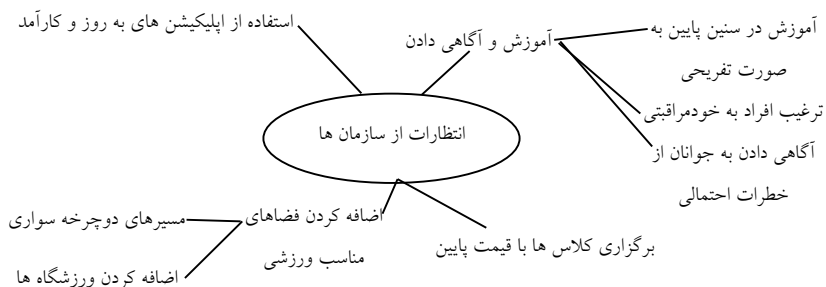 استفاده از اپلیکیشن های به روز و کارآمد
آموزش و آگاهی دادن
آموزش در سنین پایین به
صورت تفریحی
ترغیب افراد به خودمراقبتی
آگاهی دادن به جوانان از
خطرات احتمالی
انتظارات از سازمان ها
اضافه کردن فضاهای
مناسب ورزشی
مسیرهای دوچرخه سواری
اضافه کردن ورزشگاه ها
برگزاری کلاس ها با قیمت پایین